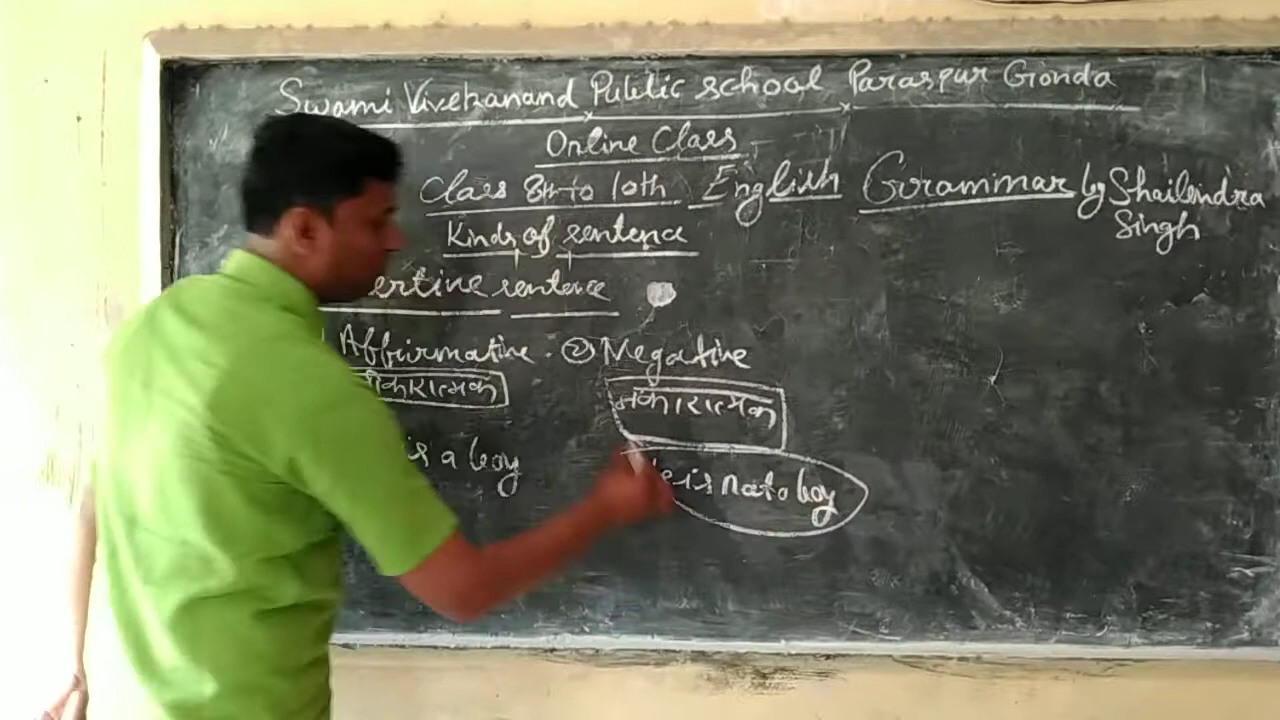 Swami Vivekanand Public school Paraspur Gonda
Online Class
Class 8th to 10th English Grammar by Shailendra Singh
Kinds of sentence
ertive sentence
Affirmative. ② Negative
कारात्मक नकारात्मक
is a boy
e is not a boy